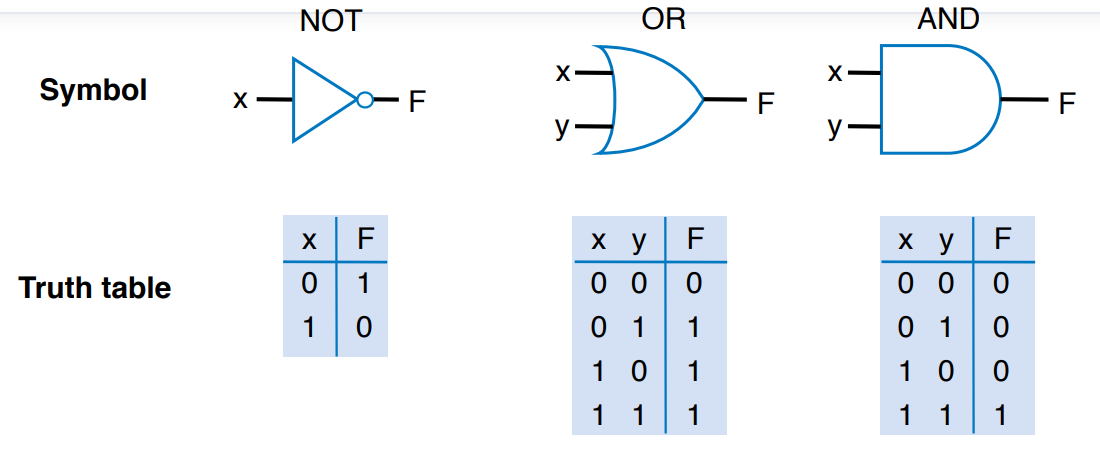 NOT OR AND
Symbol
x F
x y F
x y F
Truth table
x F
0 1
1 0
x y F
0 0 0
0 1 1
1 0 1
1 1 1
x y F
0 0 0
0 1 0
1 0 0
1 1 1